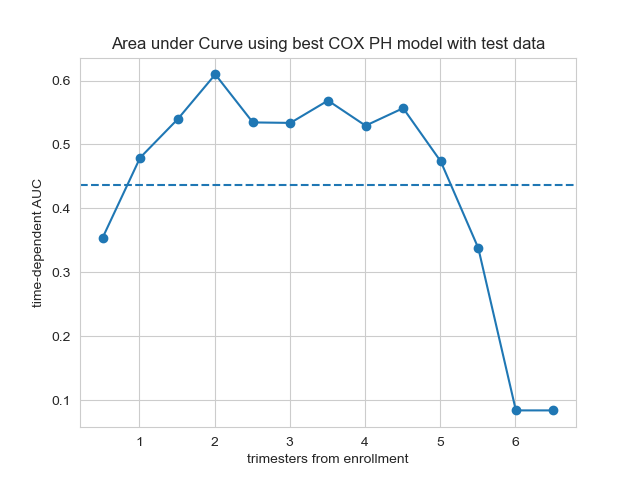 Area under Curve using best COX PH model with test data
time-dependent AUC
0.6
0.5
0.4
0.3
0.2
0.1
1 2 3 4 5 6
trimesters from enrollment